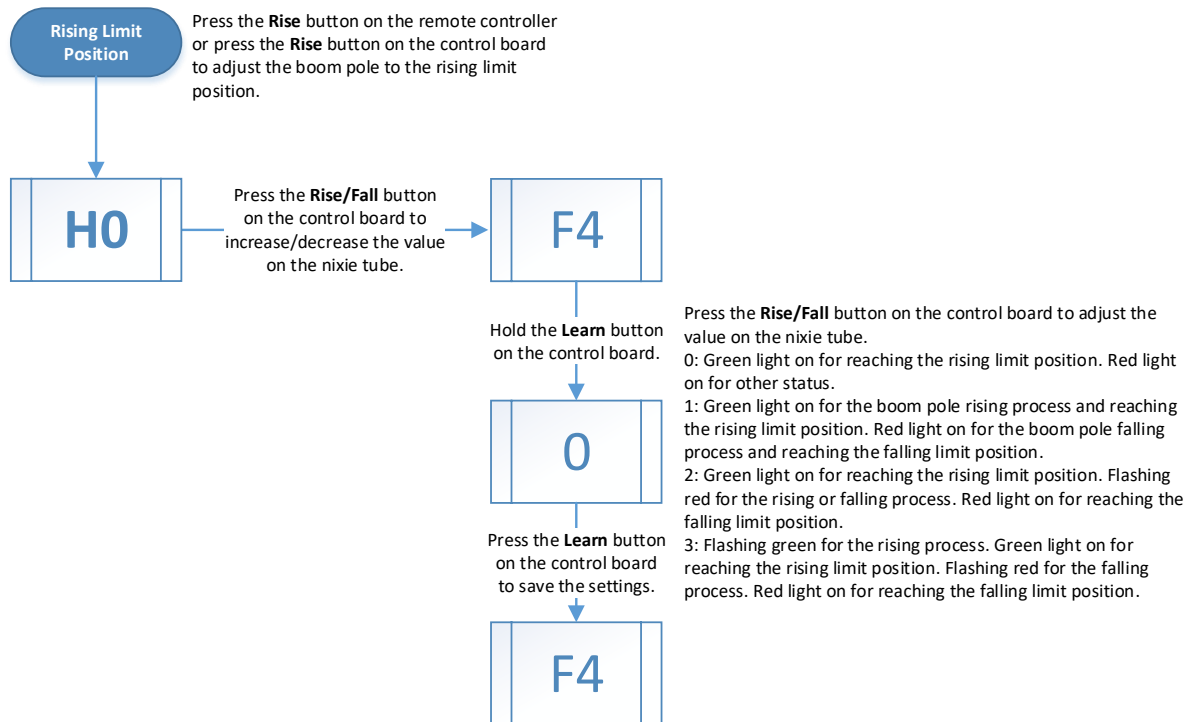 Rising Limit
Position
Press the Rise button on the remote controller
or press the Rise button on the control board
to adjust the boom pole to the rising limit
position.
H0
Press the Rise/Fall button
on the control board to
increase/decrease the value
on the nixie tube.
F4
Hold the Learn button
on the control board.
Press the Rise/Fall button on the control board to adjust the
value on the nixie tube.
0: Green light on for reaching the rising limit position. Red light
on for other status.
1: Green light on for the boom pole rising process and reaching
the rising limit position. Red light on for the boom pole falling
process and reaching the falling limit position.
2: Green light on for reaching the rising limit position. Flashing
red for the rising or falling process. Red light on for reaching the
falling limit position.
3: Flashing green for the rising process. Green light on for
reaching the rising limit position. Flashing red for the falling
process. Red light on for reaching the falling limit position.
0
Press the Learn button
on the control board
to save the settings.
F4